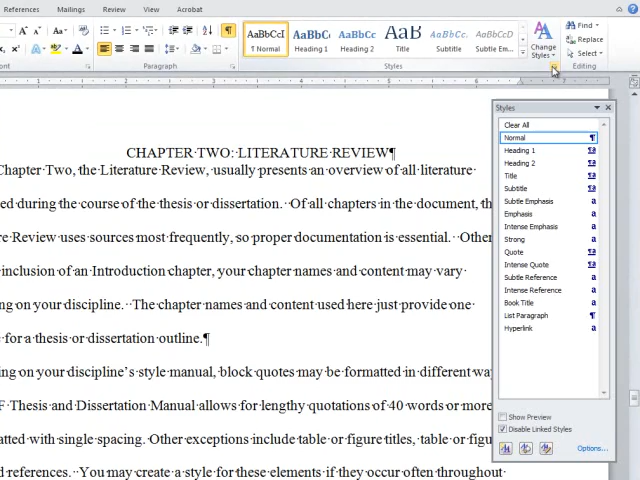 References Mailings Review View Acrobat
Aa
AaBbCcI AaBbCc AaBbCc AaB AaBbCc. AaBbCcD
¶ Normal Heading 1 Heading 2 Title Subtitle Subtle Em...
Change Styles
Find
Replace
Select
Paragraph Styles Editing
Styles
Clear All
Normal ¶
Heading 1 ¶a
Heading 2 ¶a
Title ¶a
Subtitle ¶a
Subtle Emphasis a
Emphasis a
Intense Emphasis a
Strong a
Quote ¶a
Intense Quote ¶a
Subtle Reference a
Intense Reference a
Book Title a
List Paragraph ¶
Hyperlink a
Show Preview
Disable Linked Styles
Options...
CHAPTER·TWO:·LITERATURE·REVIEW¶
Chapter·Two,·the·Literature·Review,·usually·presents·an·overview·of·all·literature·
ed·during·the·course·of·the·thesis·or·dissertation.··Of·all·chapters·in·the·document,·th
re·Review·uses·sources·most·frequently,·so·proper·documentation·is·essential.··Other
inclusion·of·an·Introduction·chapter,·your·chapter·names·and·content·may·vary·
ng·on·your·discipline.··The·chapter·names·and·content·used·here·just·provide·one·
for·a·thesis·or·dissertation·outline.¶
ng·on·your·discipline's·style·manual,·block·quotes·may·be·formatted·in·different·way
F·Thesis·and·Dissertation·Manual·allows·for·lengthy·quotations·of·40·words·or·more
atted·with·single·spacing.·Other·exceptions·include·table·or·figure·titles,·table·or·figu
d·references.··You·may·create·a·style·for·these·elements·if·they·occur·often·throughout·